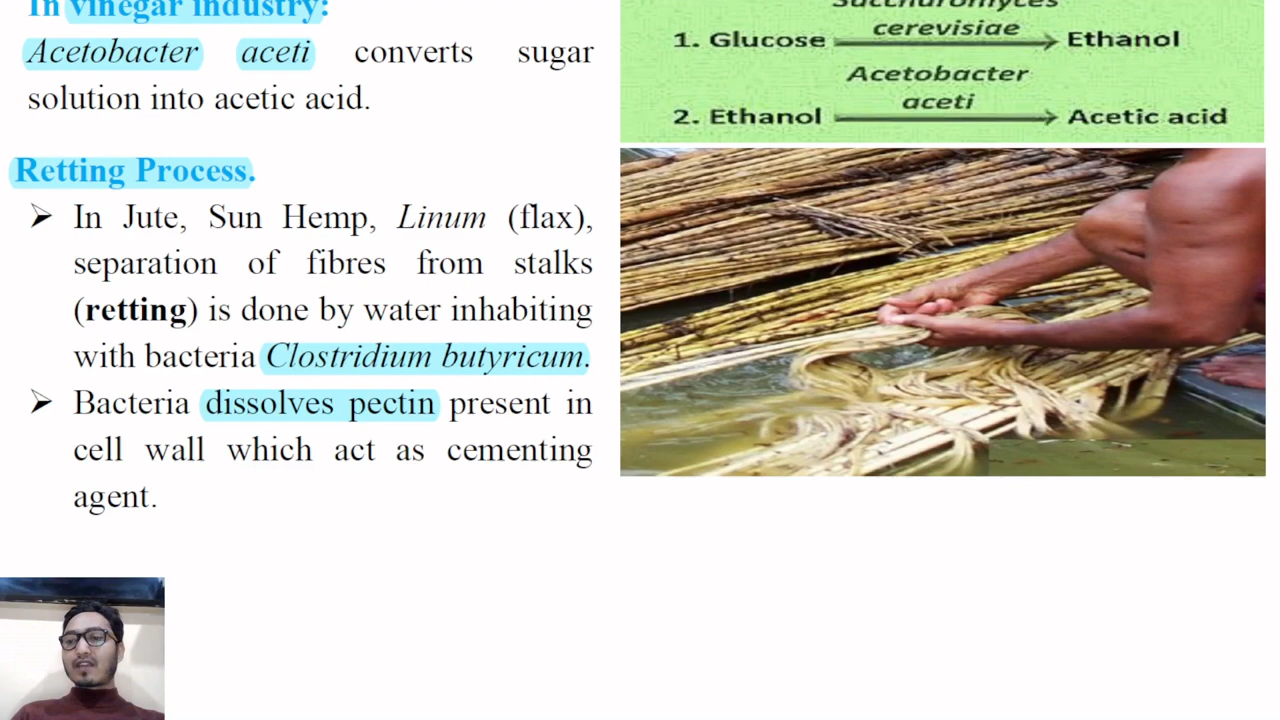 In vinegar industry:
Acetobacter aceti converts sugar
solution into acetic acid.
Retting Process.
➢ In Jute, Sun Hemp, Linum (flax),
separation of fibres from stalks
(retting) is done by water inhabiting
with bacteria Clostridium butyricum.
➢ Bacteria dissolves pectin present in
cell wall which act as cementing
agent.
Saccharomyces
cerevisiae
1. Glucose ⟶ Ethanol
Acetobacter
aceti
2. Ethanol ⟶ Acetic acid